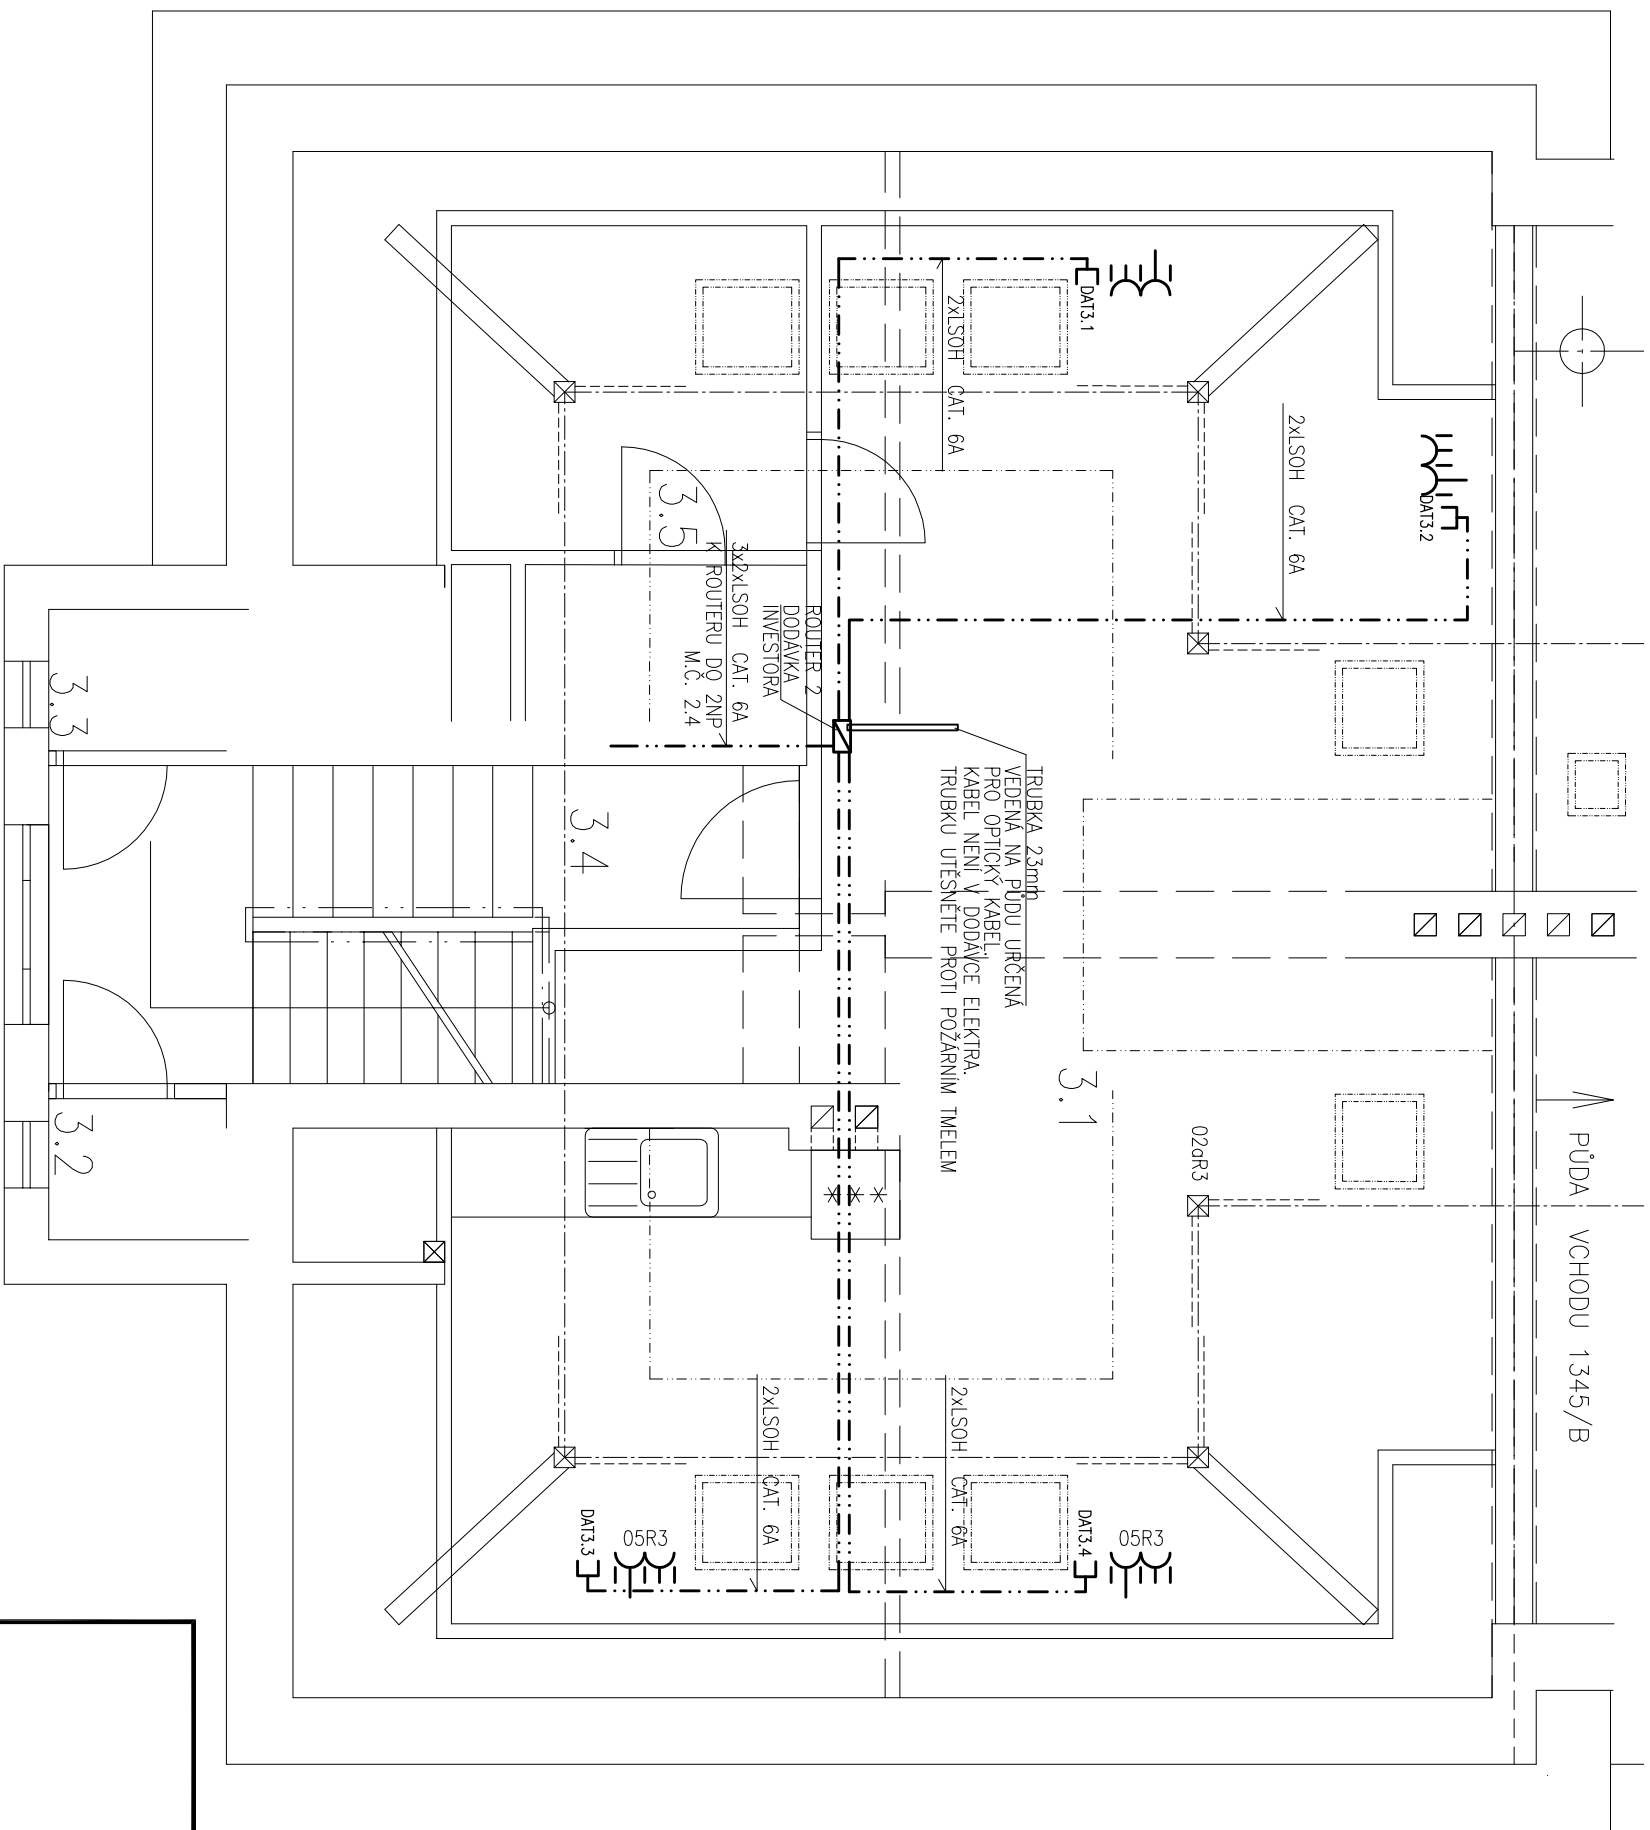 PŮDA VCHODU 1345/B
DAT3.2
2xLSOH CAT. 6A
DAT3.1
2xLSOH CAT. 6A
02aR3
3.1
TRUBKA 23mm
VEDENÁ NA PŮDU URČENÁ
PRO OPTICKÝ KABEL.
KABEL NENÍ V DODÁVCE ELEKTRA.
TRUBKU UTĚSNĚTE PROTI POŽÁRNÍM TMELEM
ROUTER 2
DODÁVKA
INVESTORA
3x2xLSOH CAT. 6A
K ROUTERU DO 2NP
M.Č. 2.4
3.5
3.4
3.3
3.2
05R3
DAT3.4
2xLSOH CAT. 6A
2xLSOH CAT. 6A
05R3
DAT3.3